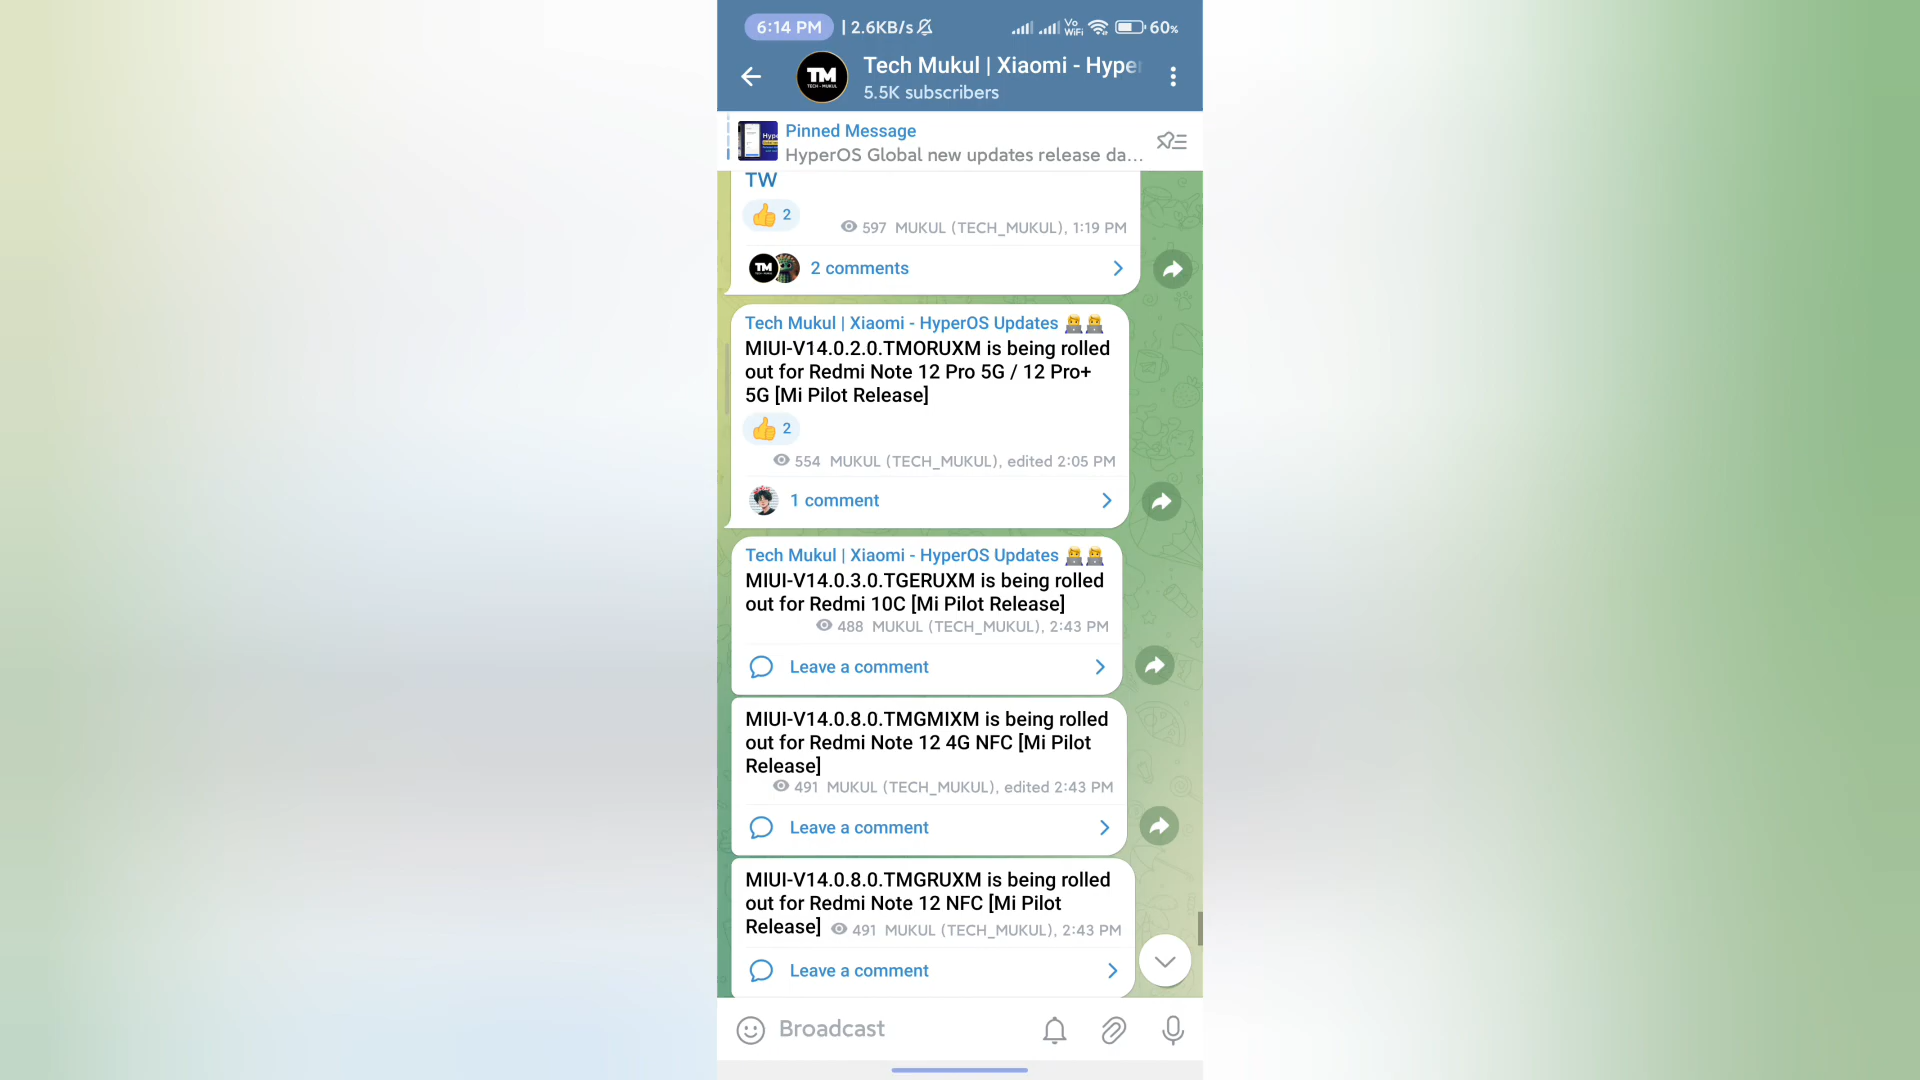 6:14 PM | 2.6KB/s Vo WiFi 60%
TM TECH - MUKUL Tech Mukul | Xiaomi - Hype
5.5K subscribers
Pinned Message
HyperOS Global new updates release da...
TW
👍 2
597 MUKUL (TECH_MUKUL), 1:19 PM
2 comments
Tech Mukul | Xiaomi - HyperOS Updates 👨‍💻👨‍💻
MIUI-V14.0.2.0.TMORUXM is being rolled
out for Redmi Note 12 Pro 5G / 12 Pro+
5G [Mi Pilot Release]
👍 2
554 MUKUL (TECH_MUKUL), edited 2:05 PM
1 comment
Tech Mukul | Xiaomi - HyperOS Updates 👨‍💻👨‍💻
MIUI-V14.0.3.0.TGERUXM is being rolled
out for Redmi 10C [Mi Pilot Release]
488 MUKUL (TECH_MUKUL), 2:43 PM
Leave a comment
MIUI-V14.0.8.0.TMGMIXM is being rolled
out for Redmi Note 12 4G NFC [Mi Pilot
Release]
491 MUKUL (TECH_MUKUL), edited 2:43 PM
Leave a comment
MIUI-V14.0.8.0.TMGRUXM is being rolled
out for Redmi Note 12 NFC [Mi Pilot
Release] 491 MUKUL (TECH_MUKUL), 2:43 PM
Leave a comment
Broadcast